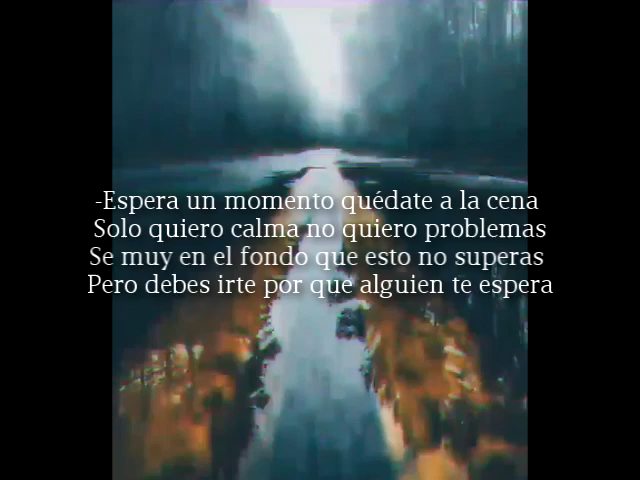 -Espera un momento quédate a la cena
Solo quiero calma no quiero problemas
Se muy en el fondo que esto no superas
Pero debes irte por que alguien te espera